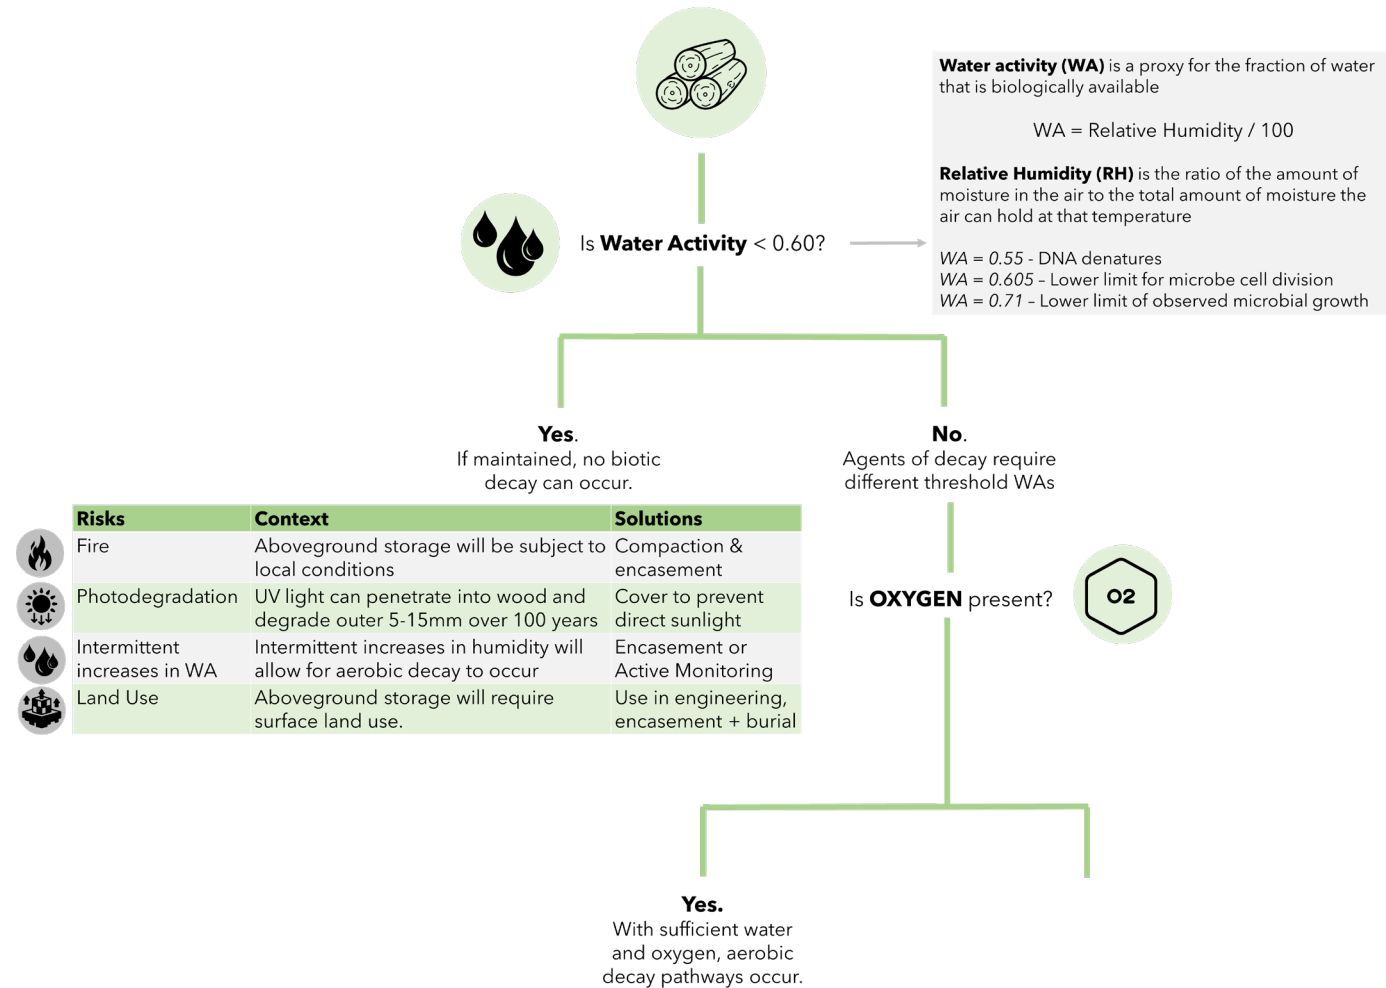 Water activity (WA) is a proxy for the fraction of water
that is biologically available
WA = Relative Humidity / 100
Relative Humidity (RH) is the ratio of the amount of
moisture in the air to the total amount of moisture the
air can hold at that temperature
WA = 0.55 - DNA denatures
WA = 0.605 – Lower limit for microbe cell division
WA = 0.71 – Lower limit of observed microbial growth
Is Water Activity < 0.60?
Yes.
If maintained, no biotic
decay can occur.
No.
Agents of decay require
different threshold WAs
Risks Context Solutions
Fire
Aboveground storage will be subject to
local conditions
Compaction &
encasement
Photodegradation
UV light can penetrate into wood and
degrade outer 5-15mm over 100 years
Cover to prevent
direct sunlight
Intermittent
increases in WA
Intermittent increases in humidity will
allow for aerobic decay to occur
Encasement or
Active Monitoring
Land Use
Aboveground storage will require
surface land use.
Use in engineering,
encasement + burial
Is OXYGEN present?
O2
Yes.
With sufficient water
and oxygen, aerobic
decay pathways occur.